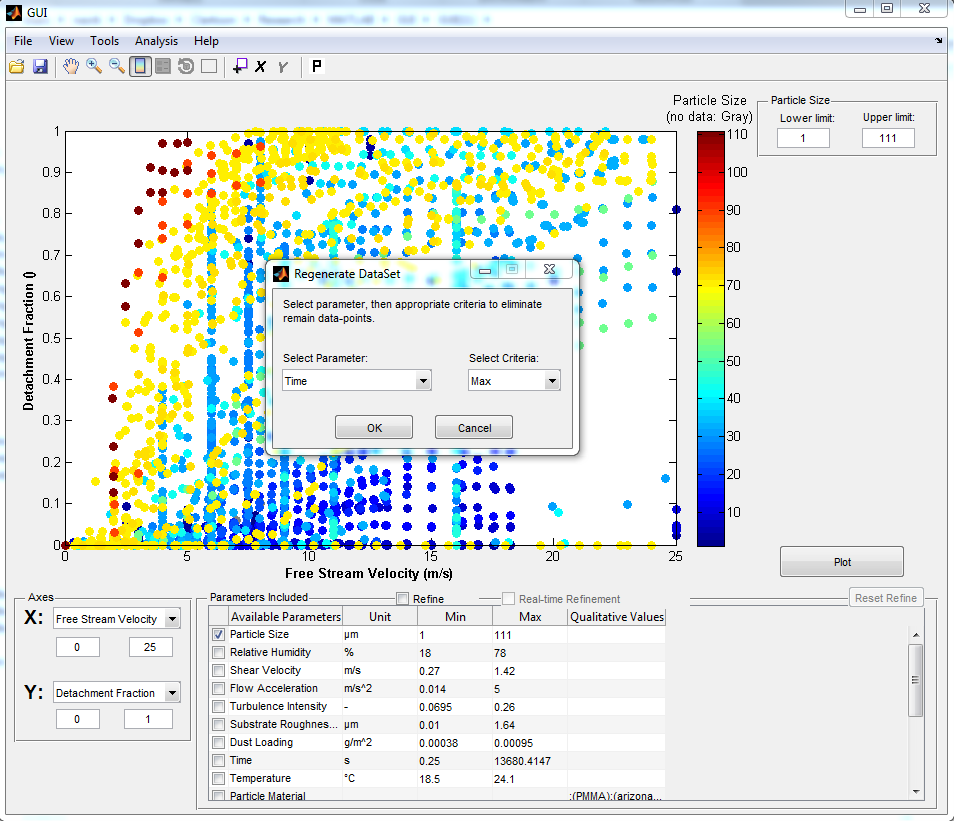 GUI
File View Tools Analysis Help
P
Particle Size
(no data: Gray)
Particle Size
Lower limit: Upper limit:
1 111
110
100
90
80
70
60
50
40
30
20
10
Detachment Fraction ()
1
0.9
0.8
0.7
0.6
0.5
0.4
0.3
0.2
0.1
0
0 5 10 15 20 25
Free Stream Velocity (m/s)
Regenerate DataSet
Select parameter, then appropriate criteria to eliminate
remain data-points.
Select Parameter: Select Criteria:
Time Max
OK Cancel
Plot
Axes
X: Free Stream Velocity
0 25
Y: Detachment Fraction
0 1
Parameters Included Refine Real-time Refinement Reset Refine
Available Parameters Unit Min Max Qualitative Values
Particle Size µm 1 111
Relative Humidity % 18 78
Shear Velocity m/s 0.27 1.42
Flow Acceleration m/s^2 0.014 5
Turbulence Intensity - 0.0695 0.26
Substrate Roughnes... µm 0.01 1.64
Dust Loading g/m^2 0.00038 0.00095
Time s 0.25 13680.4147
Temperature °C 18.5 24.1
Particle Material ;(PMMA);(arizona...